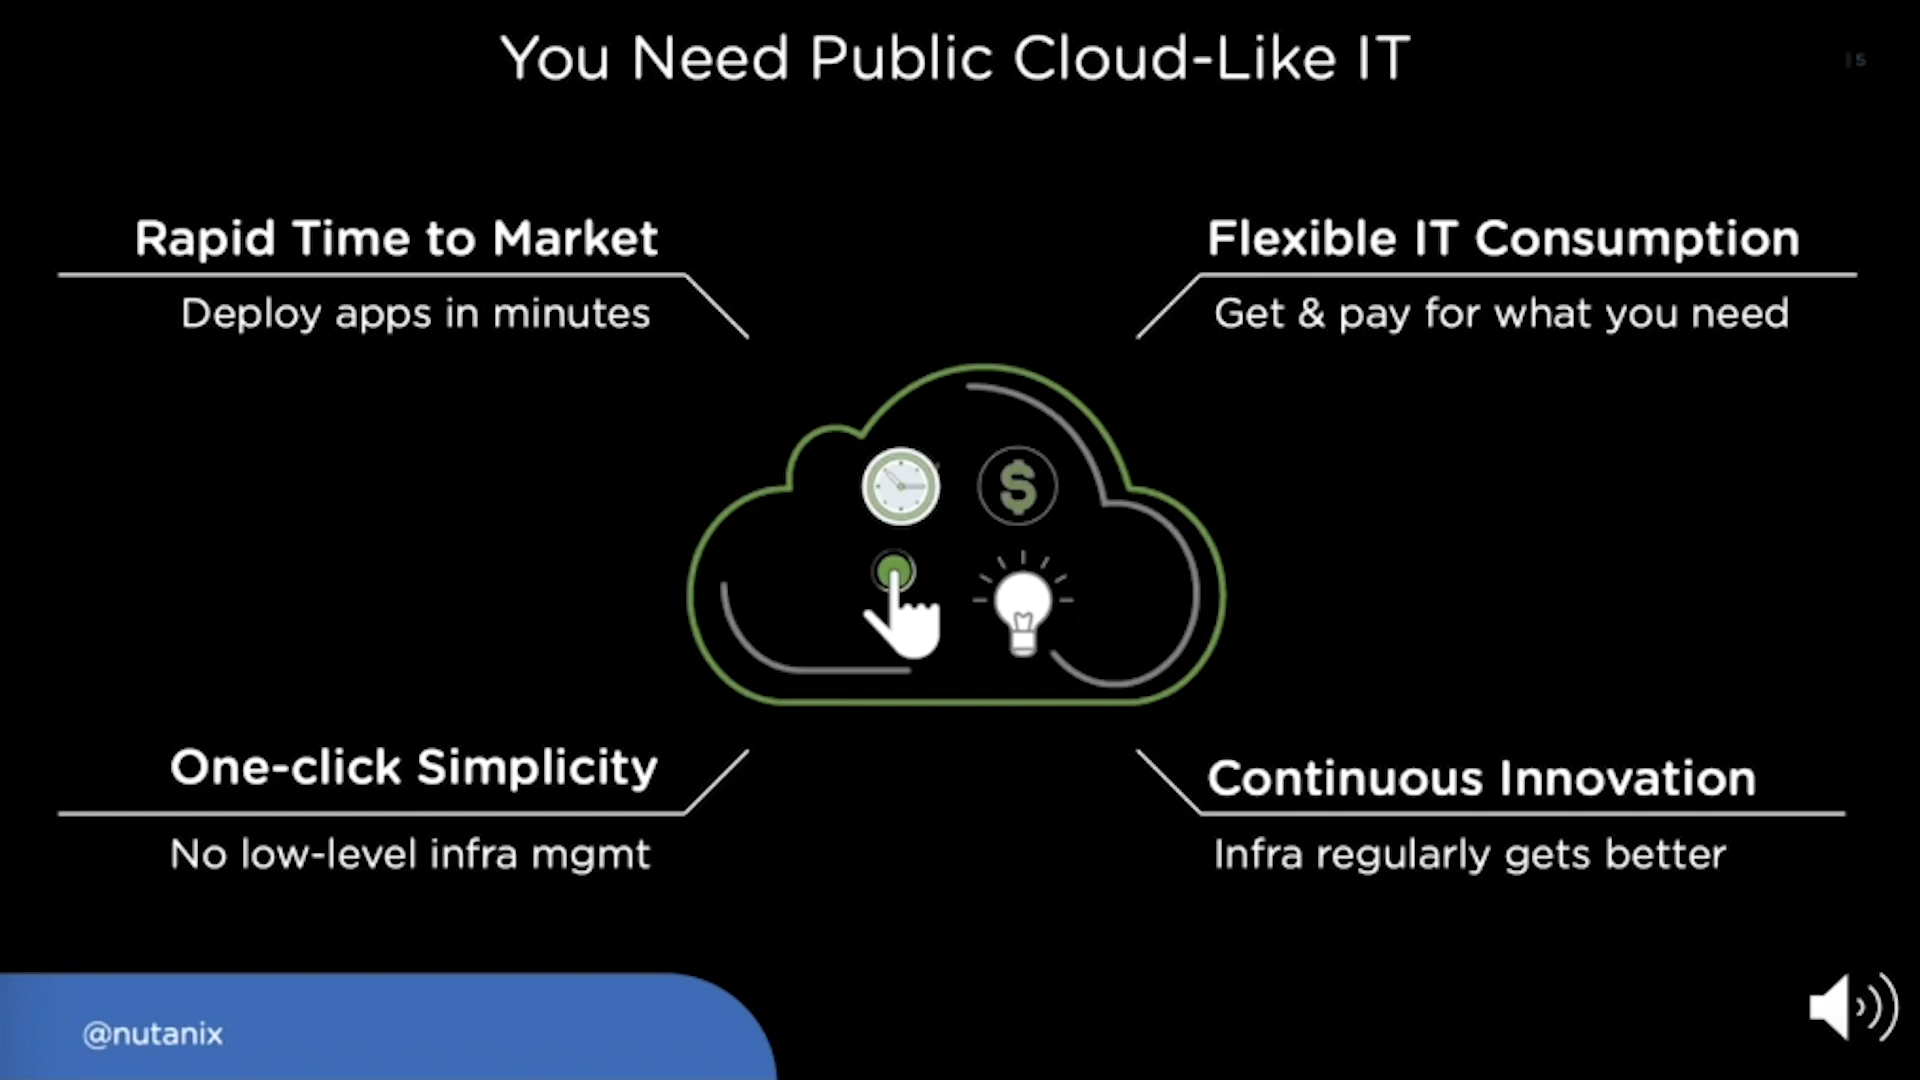 You Need Public Cloud-Like IT
5
Rapid Time to Market
Deploy apps in minutes
Flexible IT Consumption
Get & pay for what you need
$
One-click Simplicity
No low-level infra mgmt
Continuous Innovation
Infra regularly gets better
@nutanix